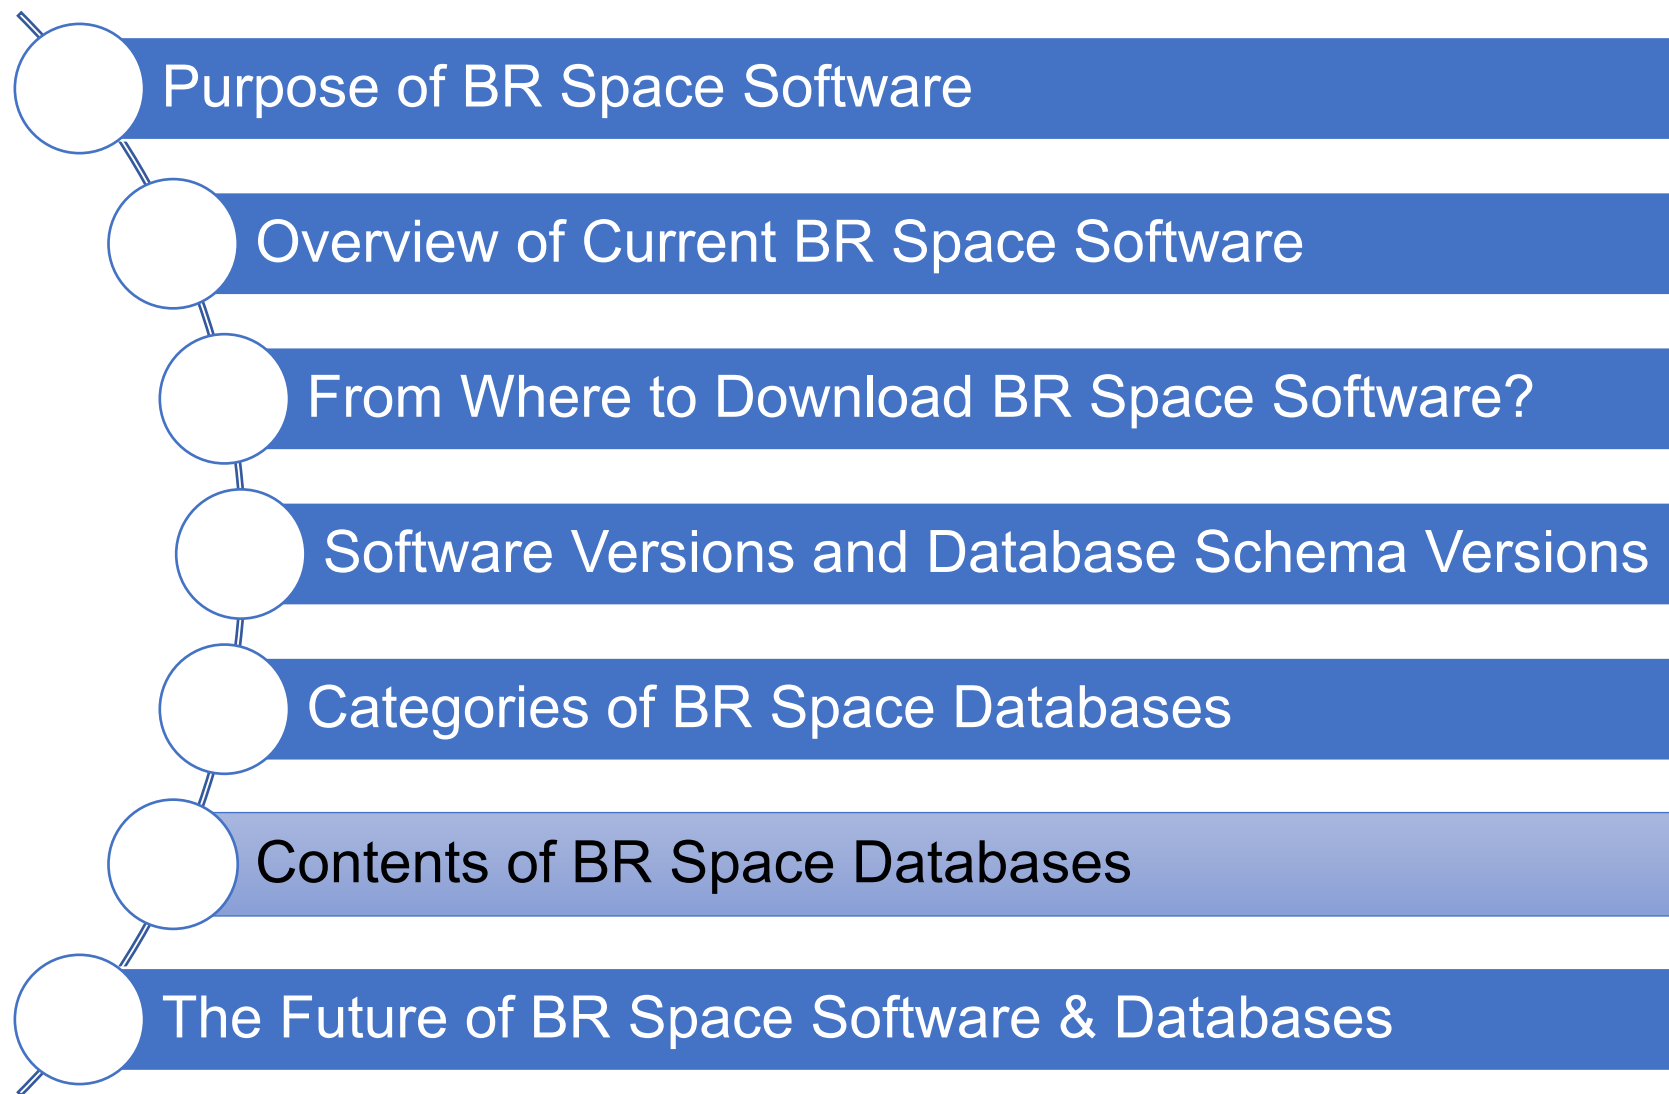 Purpose of BR Space Software
Overview of Current BR Space Software
From Where to Download BR Space Software?
Software Versions and Database Schema Versions
Categories of BR Space Databases
Contents of BR Space Databases
The Future of BR Space Software & Databases